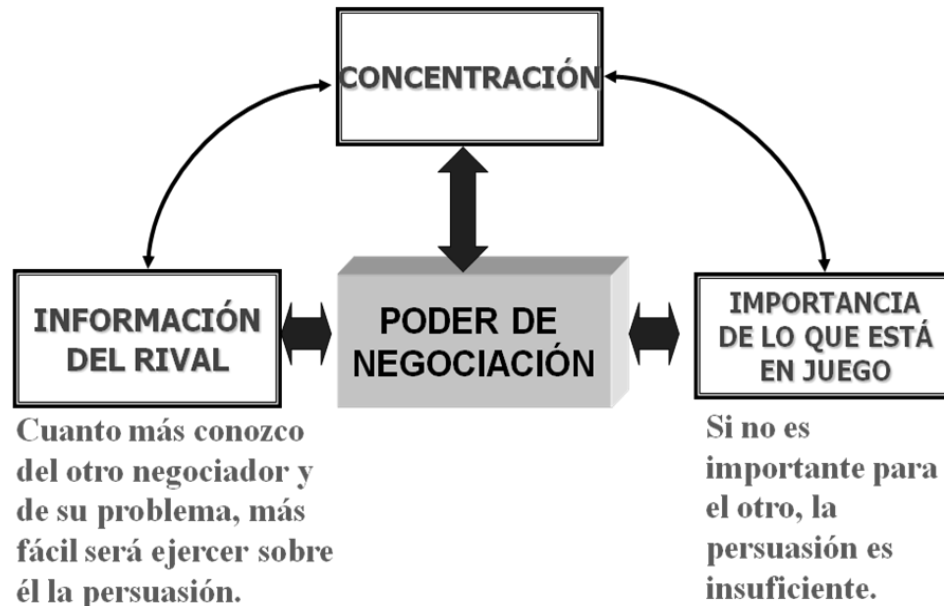 CONCENTRACIÓN
INFORMACIÓN
DEL RIVAL
PODER DE
NEGOCIACIÓN
IMPORTANCIA
DE LO QUE ESTÁ
EN JUEGO
Cuanto más conozco
del otro negociador y
de su problema, más
fácil será ejercer sobre
él la persuasión.
Si no es
importante para
el otro, la
persuasión es
insuficiente.